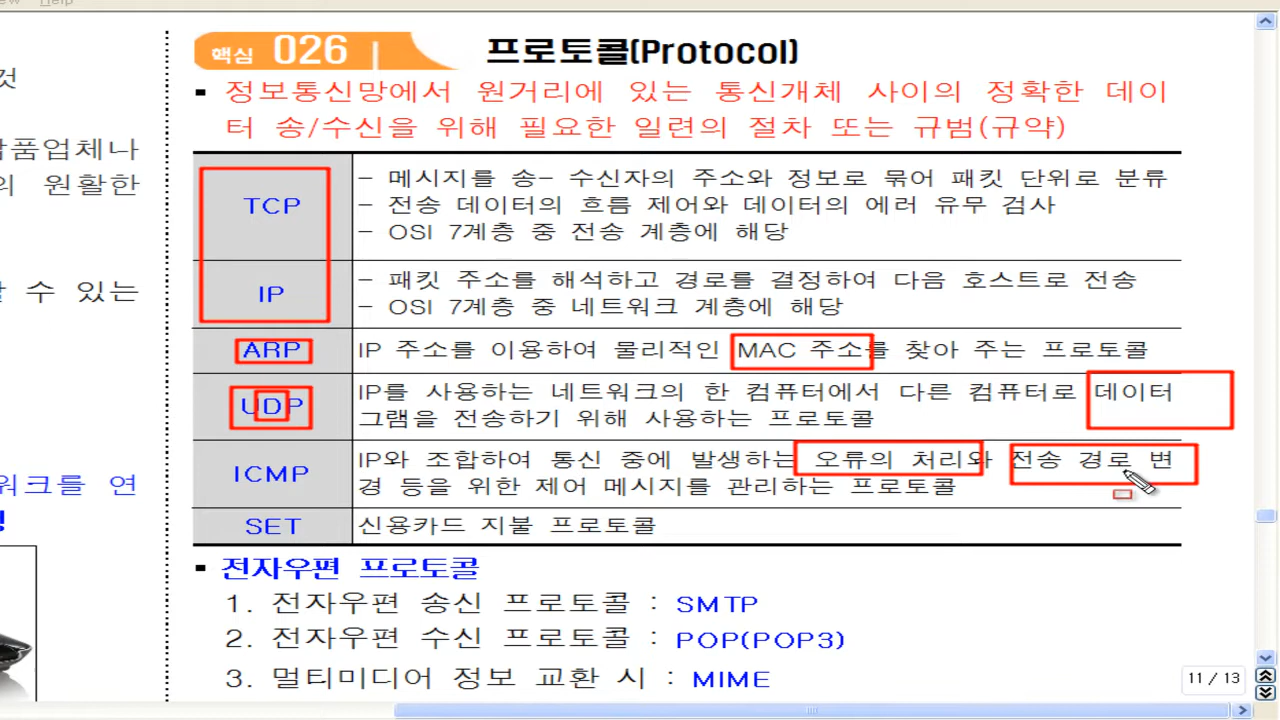 Help
것
품업체나
의 원활한
수 있는
워크를 연
핵심 026 프로토콜(Protocol)
정보통신망에서 원거리에 있는 통신개체 사이의 정확한 데이
터 송/수신을 위해 필요한 일련의 절차 또는 규범(규약)
TCP
- 메시지를 송- 수신자의 주소와 정보로 묶어 패킷 단위로 분류
- 전송 데이터의 흐름 제어와 데이터의 에러 유무 검사
- OSI 7계층 중 전송 계층에 해당
IP
- 패킷 주소를 해석하고 경로를 결정하여 다음 호스트로 전송
- OSI 7계층 중 네트워크 계층에 해당
ARP
IP 주소를 이용하여 물리적인 MAC 주소를 찾아 주는 프로토콜
UDP
IP를 사용하는 네트워크의 한 컴퓨터에서 다른 컴퓨터로 데이터
그램을 전송하기 위해 사용하는 프로토콜
ICMP
IP와 조합하여 통신 중에 발생하는 오류의 처리와 전송 경로 변
경 등을 위한 제어 메시지를 관리하는 프로토콜
SET
신용카드 지불 프로토콜
전자우편 프로토콜
1. 전자우편 송신 프로토콜 : SMTP
2. 전자우편 수신 프로토콜 : POP(POP3)
3. 멀티미디어 정보 교환 시 : MIME
11 / 13